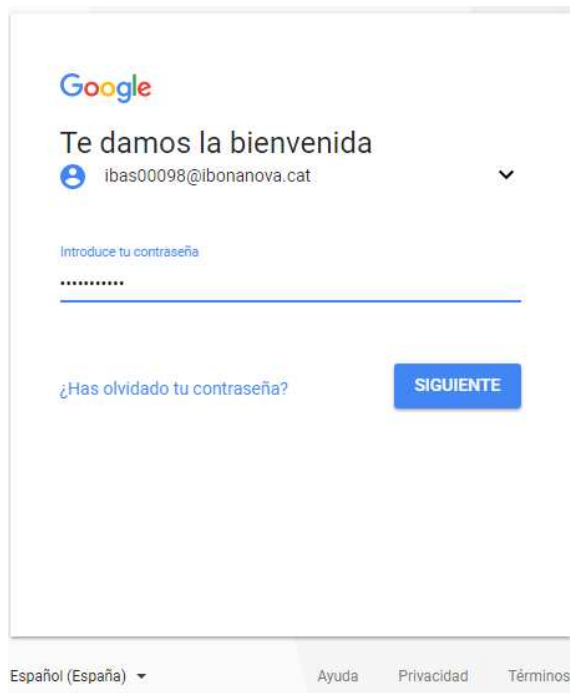 Google
Te damos la bienvenida
ibas00098@ibonanova.cat
Introduce tu contraseña
•••••••••••
¿Has olvidado tu contraseña? SIGUIENTE
Español (España) Ayuda Privacidad Términos